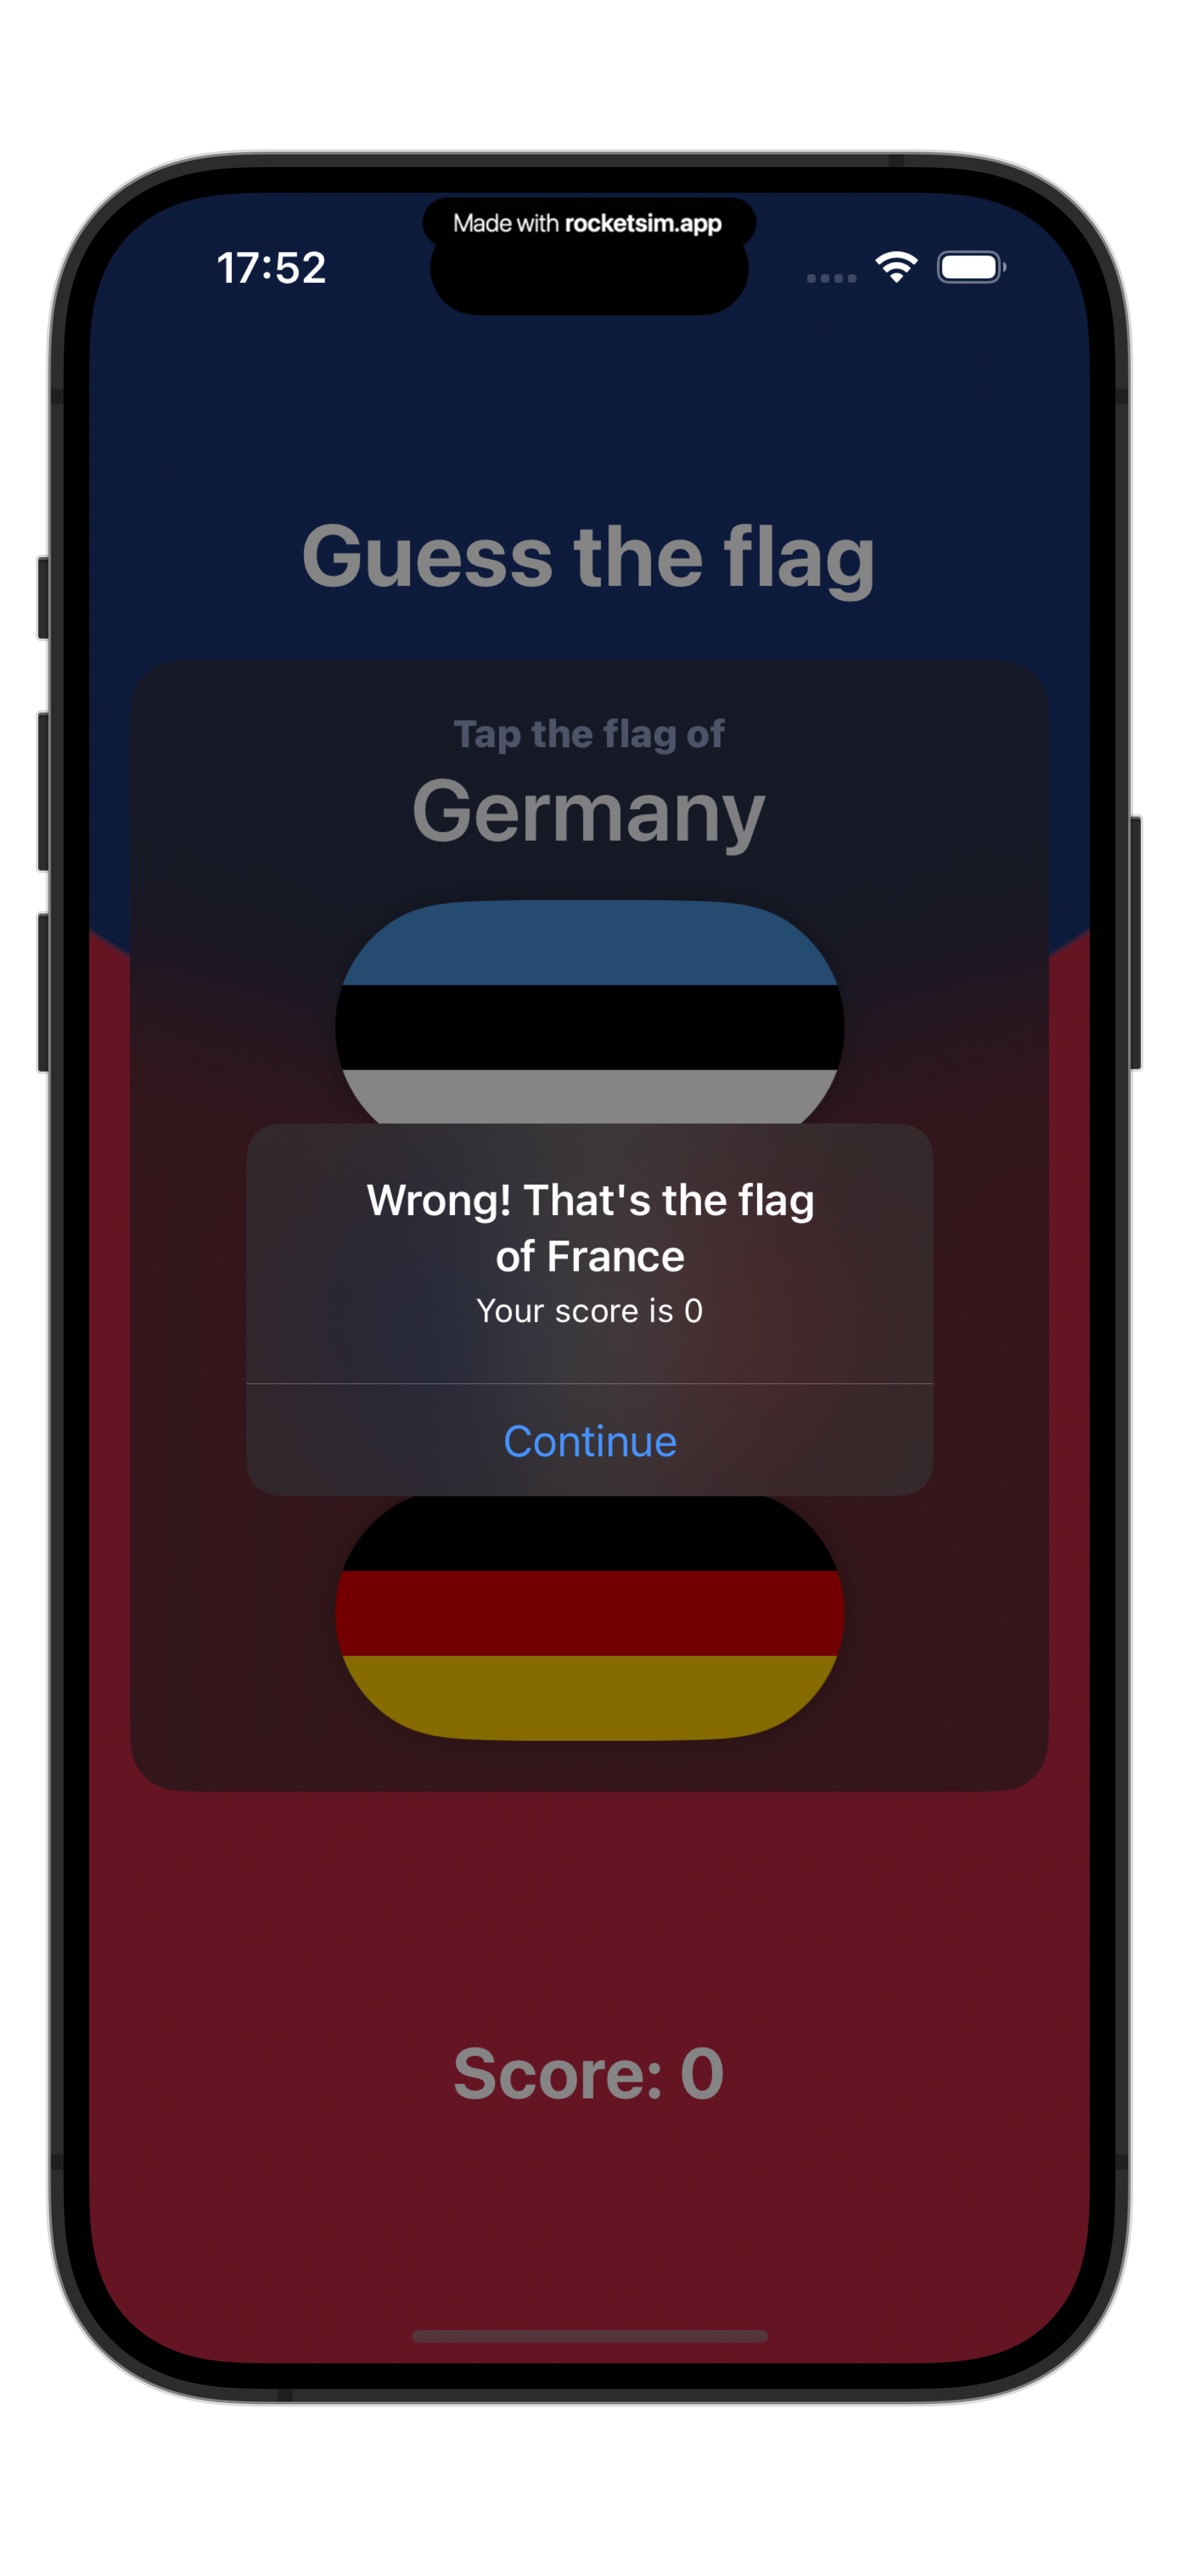 Made with rocketsim.app
17:52
Guess the flag
Tap the flag of
Germany
Wrong! That's the flag
of France
Your score is 0
Continue
Score: 0